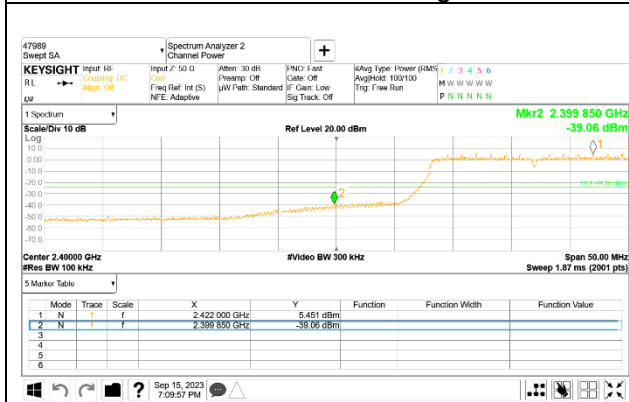 47989
Swept SA
Spectrum Analyzer 2
Channel Power
KEYSIGHT
RL
Input: RF
Coupling: DC
Align: Off
Input Z: 50 Ω
Corr
Freq Ref: Int (S)
NFE: Adaptive
Atten: 30 dB
Preamp: Off
µW Path: Standard
PNO: Fast
Gate: Off
IF Gain: Low
Sig Track: Off
#Avg Type: Power (RMS
Avg|Hold: 100/100
Trig: Free Run
1 2 3 4 5 6
M W W W W W
P N N N N N
1 Spectrum
Scale/Div 10 dB
Ref Level 20.00 dBm
Mkr2 2.399 850 GHz
-39.06 dBm
Log
10.0
0.00
-10.0
-20.0
-30.0
-40.0
-50.0
-60.0
-70.0
1
2
Center 2.40000 GHz
#Video BW 300 kHz
Span 50.00 MHz
#Res BW 100 kHz
Sweep 1.87 ms (2001 pts)
5 Marker Table
Mode Trace Scale X Y Function Function Width Function Value
1 N 1 f 2.422 000 GHz 5.451 dBm
2 N 1 f 2.399 850 GHz -39.06 dBm
3
4
5
6
?
Sep 15, 2023
7:09:57 PM